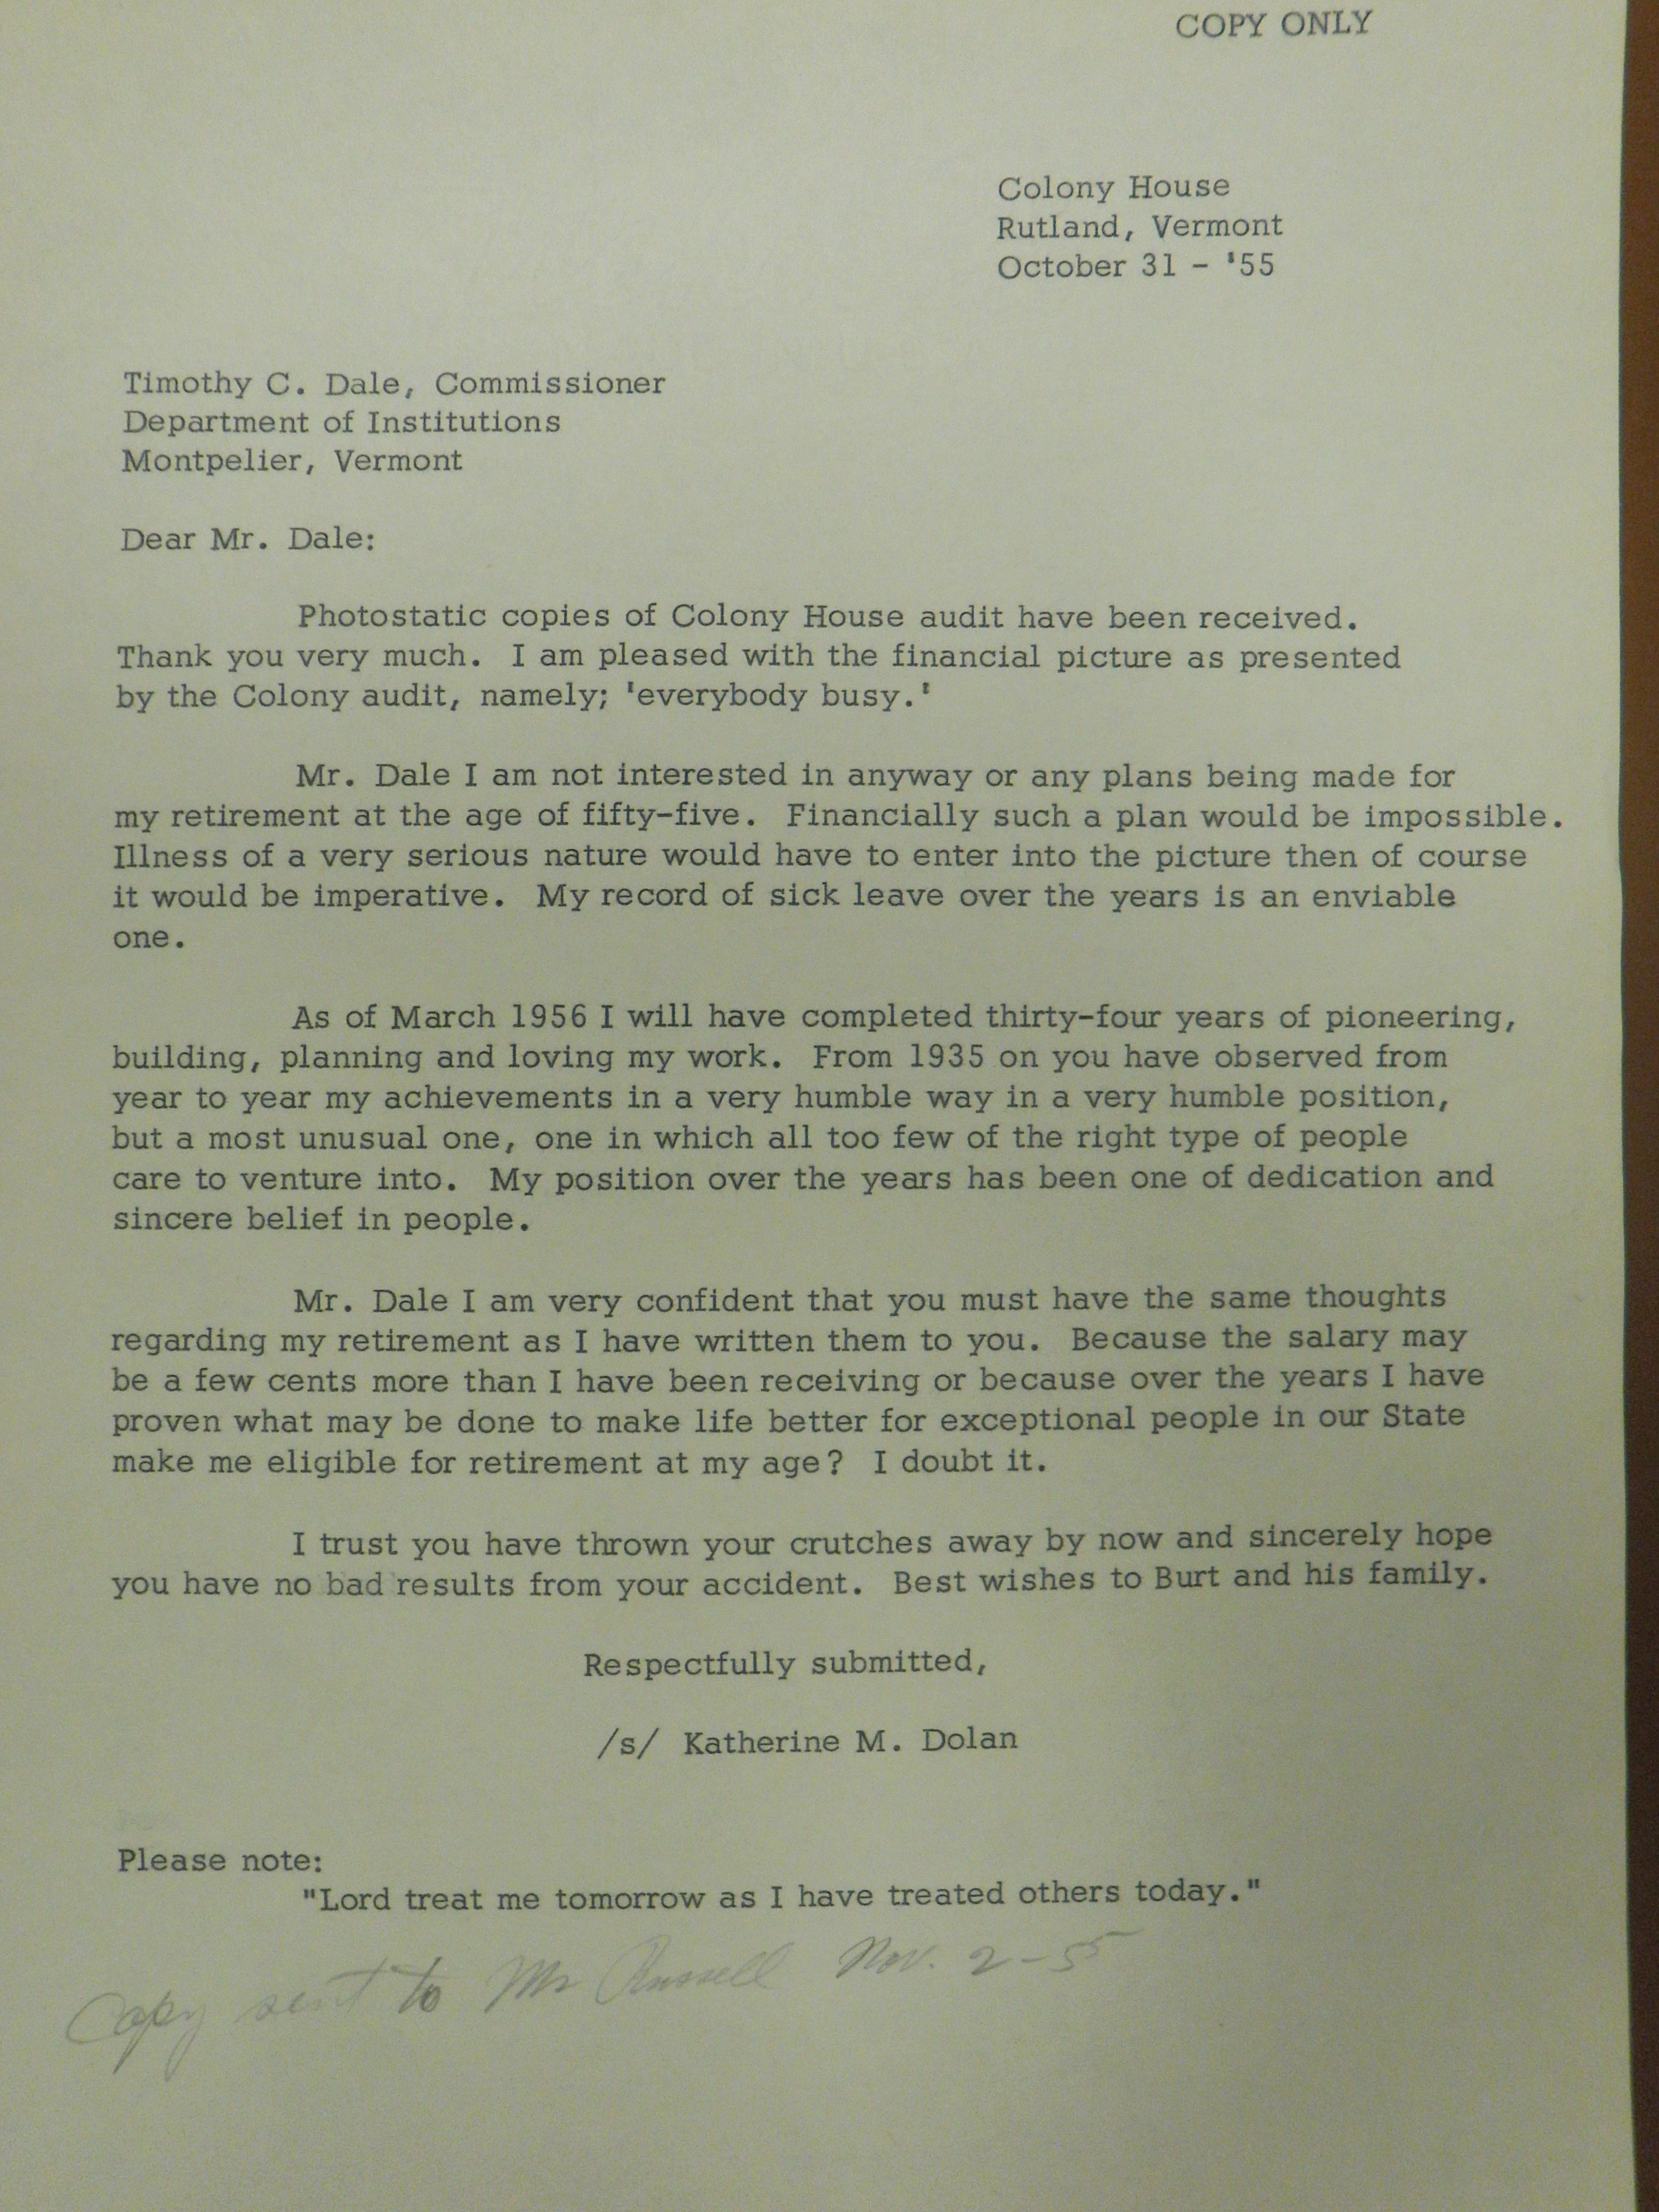 COPY ONLY
Colony House
Rutland, Vermont
October 31 - '55
Timothy C. Dale, Commissioner
Department of Institutions
Montpelier, Vermont
Dear Mr. Dale:
Photostatic copies of Colony House audit have been received.
Thank you very much. I am pleased with the financial picture as presented
by the Colony audit, namely; 'everybody busy.'
Mr. Dale I am not interested in anyway or any plans being made for
my retirement at the age of fifty-five. Financially such a plan would be impossible.
Illness of a very serious nature would have to enter into the picture then of course
it would be imperative. My record of sick leave over the years is an enviable
one.
As of March 1956 I will have completed thirty-four years of pioneering,
building, planning and loving my work. From 1935 on you have observed from
year to year my achievements in a very humble way in a very humble position,
but a most unusual one, one in which all too few of the right type of people
care to venture into. My position over the years has been one of dedication and
sincere belief in people.
Mr. Dale I am very confident that you must have the same thoughts
regarding my retirement as I have written them to you. Because the salary may
be a few cents more than I have been receiving or because over the years I have
proven what may be done to make life better for exceptional people in our State
make me eligible for retirement at my age? I doubt it.
I trust you have thrown your crutches away by now and sincerely hope
you have no bad results from your accident. Best wishes to Burt and his family.
Respectfully submitted,
/s/ Katherine M. Dolan
Please note:
"Lord treat me tomorrow as I have treated others today."
Copy sent to Mr Russell Nov. 2-55